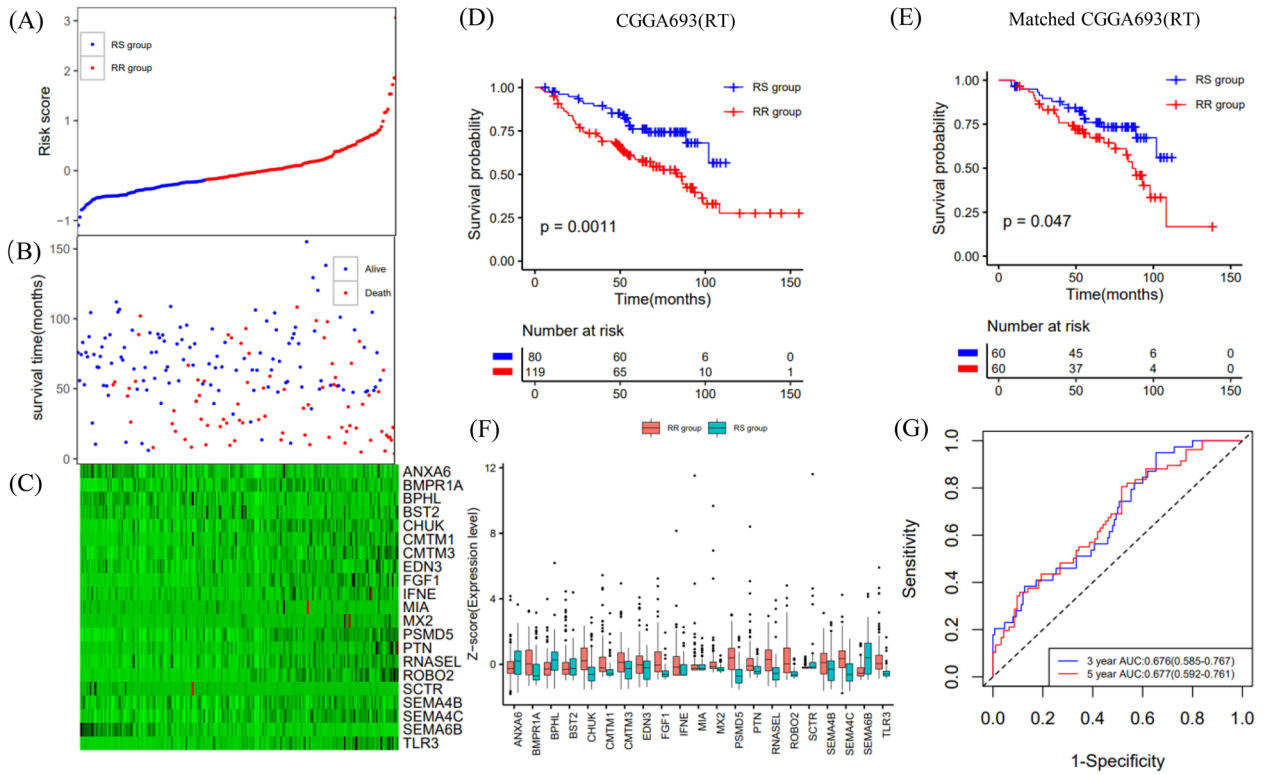 (A)
Risk score
3
2
1
0
−1
RS group
RR group
(B)
survival time(months)
150
100
50
0
Alive
Death
(C)
ANXA6
BMPR1A
BPHL
BST2
CHUK
CMTM1
CMTM3
EDN3
FGF1
IFNE
MIA
MX2
PSMD5
PTN
RNASEL
ROBO2
SCTR
SEMA4B
SEMA4C
SEMA6B
TLR3
(D)
CGGA693(RT)
Survival probability
1.00
0.75
0.50
0.25
0.00
RS group
RR group
p = 0.0011
0 50 100 150
Time(months)
Number at risk
80 60 6 0
119 65 10 1
0 50 100 150
(E)
Matched CGGA693(RT)
Survival probability
1.00
0.75
0.50
0.25
0.00
RS group
RR group
p = 0.047
0 50 100 150
Time(months)
Number at risk
60 45 6 0
60 37 4 0
0 50 100 150
(F)
RR group RS group
Z−score(Expression level)
12
8
4
0
ANXA6
BMPR1A
BPHL
BST2
CHUK
CMTM1
CMTM3
EDN3
FGF1
IFNE
MIA
MX2
PSMD5
PTN
RNASEL
ROBO2
SCTR
SEMA4B
SEMA4C
SEMA6B
TLR3
(G)
Sensitivity
1.0
0.8
0.6
0.4
0.2
0.0
3 year AUC:0.676(0.585-0.767)
5 year AUC:0.677(0.592-0.761)
0.0 0.2 0.4 0.6 0.8 1.0
1-Specificity